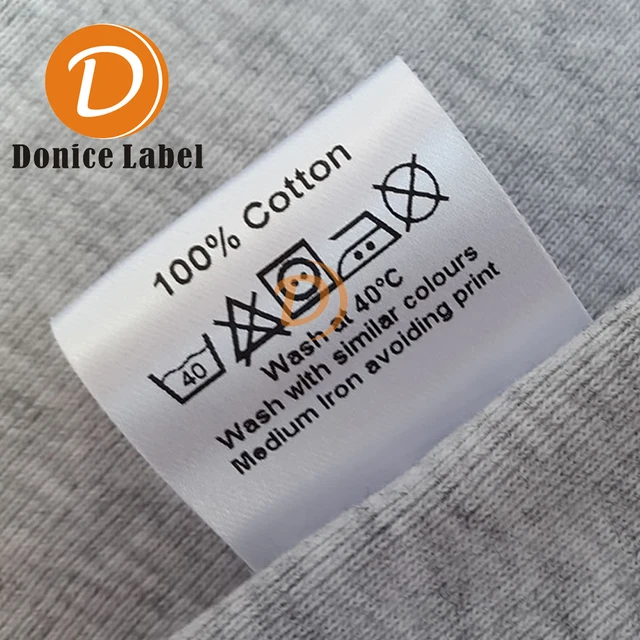 D
Donice Label
100% Cotton
40
Wash at 40°C
Wash with similar colours
Medium Iron avoiding print